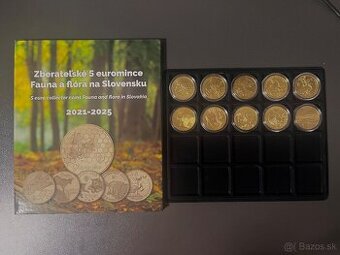 Zberateľské 5 euromince
Fauna a flóra na Slovensku
5 euro collector coins Fauna and flora in Slovakia
2021-2025
Bazos.sk